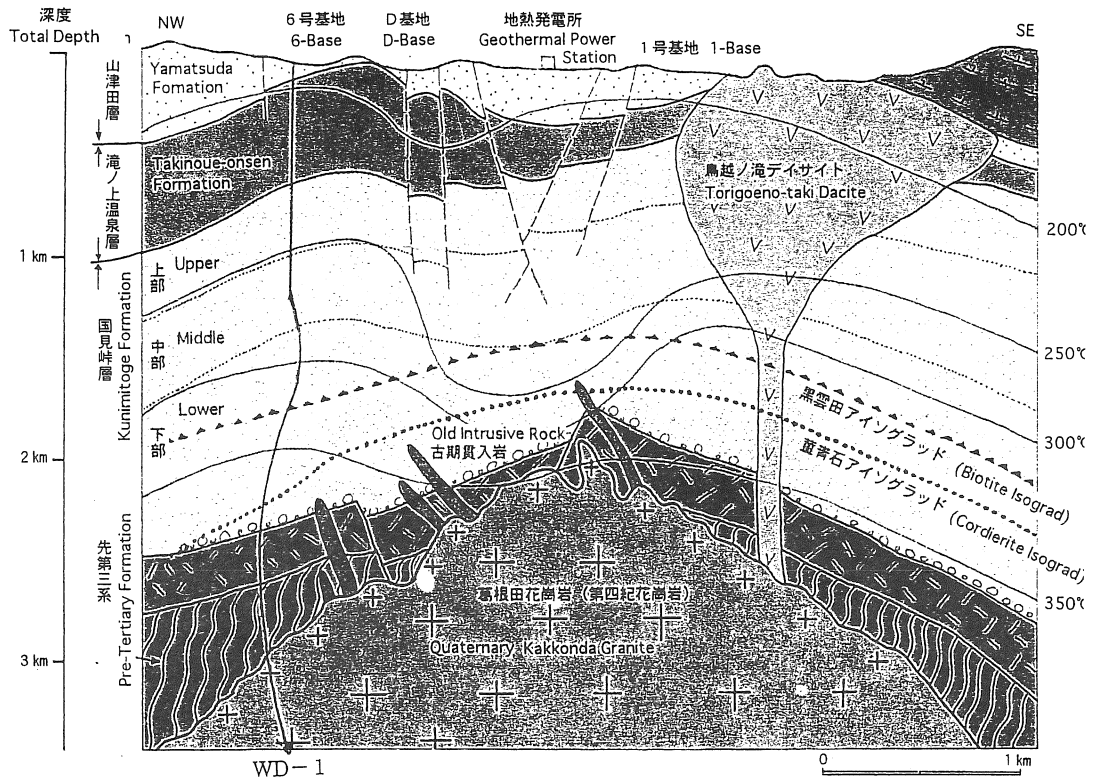 深度
Total Depth
NW
6号基地
6-Base
D基地
D-Base
地熱発電所
Geothermal Power
Station
1号基地 1-Base
SE
山津田層
Yamatsuda
Fomation
滝ノ上温泉層
Takinoue-onsen
Formation
鳥越ノ滝デイサイト
Torigoeno-taki Dacite
200℃
1 km
上部
Upper
国見峠層
Kunimitoge Formation
中部
Middle
250℃
下部
Lower
黒雲田アイソグラッド (Biotite Isograd)
300℃
Old Intrusive Rock
古期貫入岩
2 km
菫青石アイソグラッド (Cordierite Isograd)
先第三系
Pre-Tertiary Formation
葛根田花崗岩 (第四紀花崗岩)
Quaternary Kakkonda Granite
350℃
3 km
WD-1
0
1 km